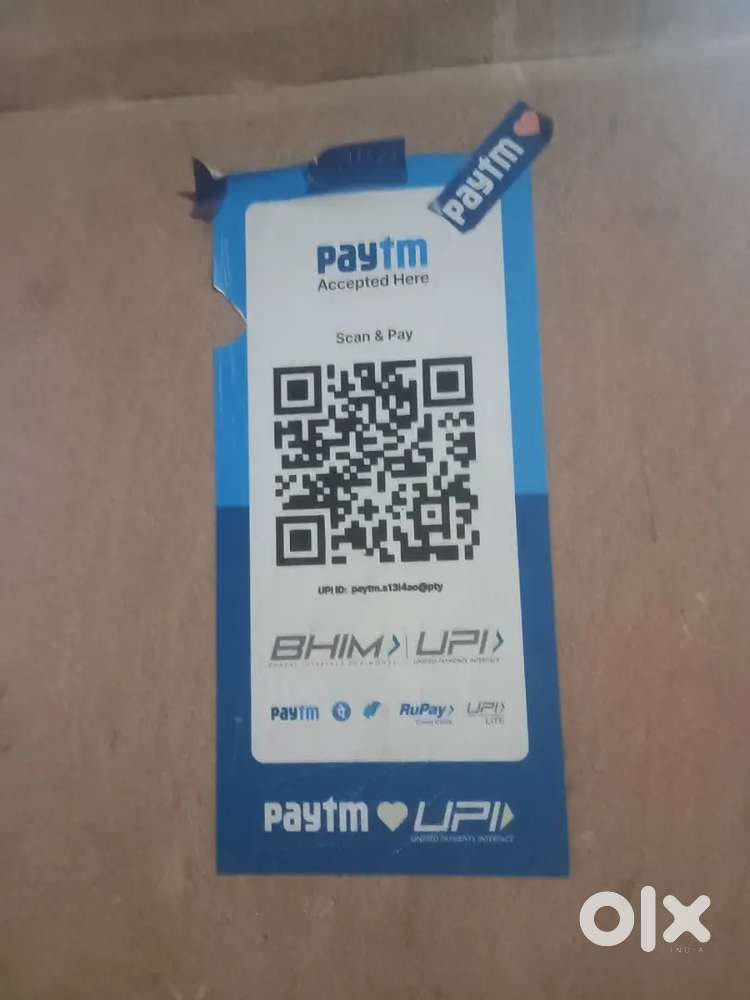 paytm
paytm
Accepted Here
Scan & Pay
UPI ID: paytm.s13l4ao@pty
BHIM UPI
UNIFIED PAYMENTS INTERFACE
paytm RuPay UPI
LITE
paytm UPI
UNIFIED PAYMENTS INTERFACE
olx
INDIA